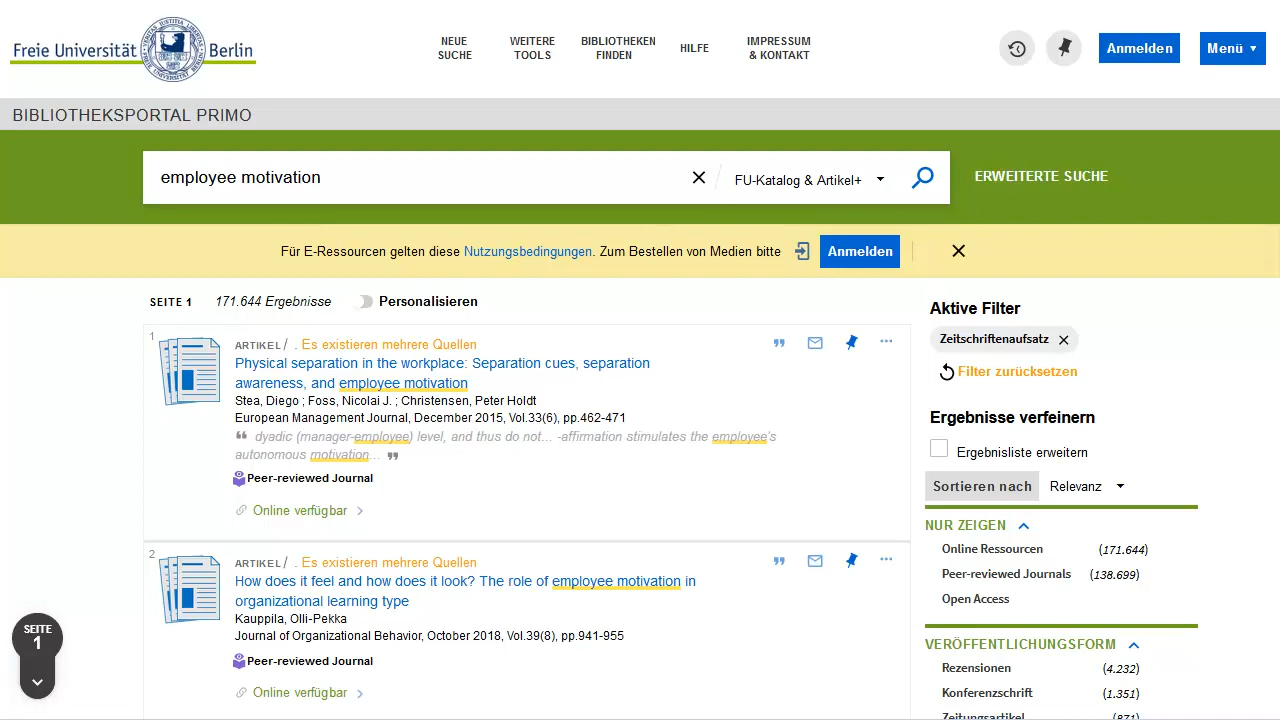 Freie Universität Berlin
NEUE SUCHE
WEITERE TOOLS
BIBLIOTHEKEN FINDEN
HILFE
IMPRESSUM & KONTAKT
Anmelden
Menü
BIBLIOTHEKSPORTAL PRIMO
employee motivation
FU-Katalog & Artikel+
ERWEITERTE SUCHE
Für E-Ressourcen gelten diese Nutzungsbedingungen. Zum Bestellen von Medien bitte
Anmelden
SEITE 1
171.644 Ergebnisse
Personalisieren
1
ARTIKEL / . Es existieren mehrere Quellen
Physical separation in the workplace: Separation cues, separation
awareness, and employee motivation
Stea, Diego ; Foss, Nicolai J. ; Christensen, Peter Holdt
European Management Journal, December 2015, Vol.33(6), pp.462-471
dyadic (manager-employee) level, and thus do not... -affirmation stimulates the employee's
autonomous motivation...
Peer-reviewed Journal
Online verfügbar
2
ARTIKEL / . Es existieren mehrere Quellen
How does it feel and how does it look? The role of employee motivation in
organizational learning type
Kauppila, Olli-Pekka
Journal of Organizational Behavior, October 2018, Vol.39(8), pp.941-955
Peer-reviewed Journal
Online verfügbar
SEITE
1
Aktive Filter
Zeitschriftenaufsatz
Filter zurücksetzen
Ergebnisse verfeinern
Ergebnisliste erweitern
Sortieren nach Relevanz
NUR ZEIGEN
Online Ressourcen (171.644)
Peer-reviewed Journals (138.699)
Open Access
VERÖFFENTLICHUNGSFORM
Rezensionen (4.232)
Konferenzschrift (1.351)
Zeitungsartikel (871)